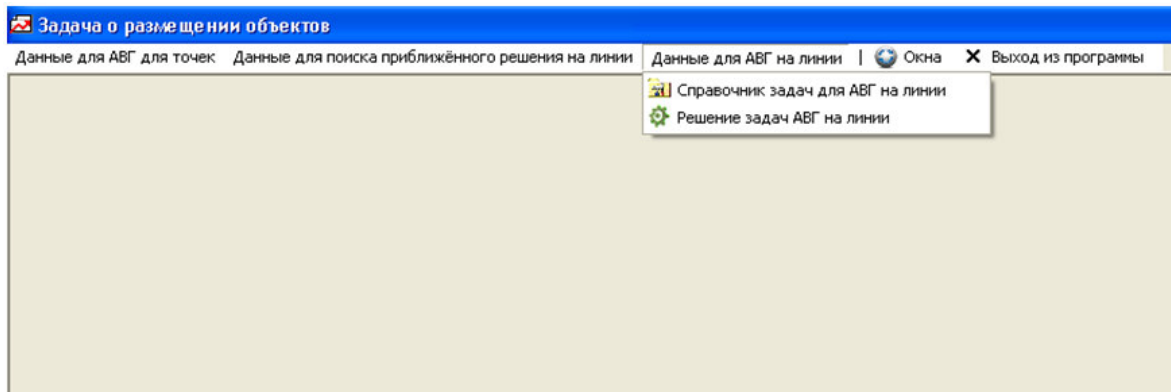 Задача о размещении объектов
Данные для АВГ для точек Данные для поиска приближённого решения на линии Данные для АВГ на линии | Окна Выход из программы
Справочник задач для АВГ на линии
Решение задач АВГ на линии